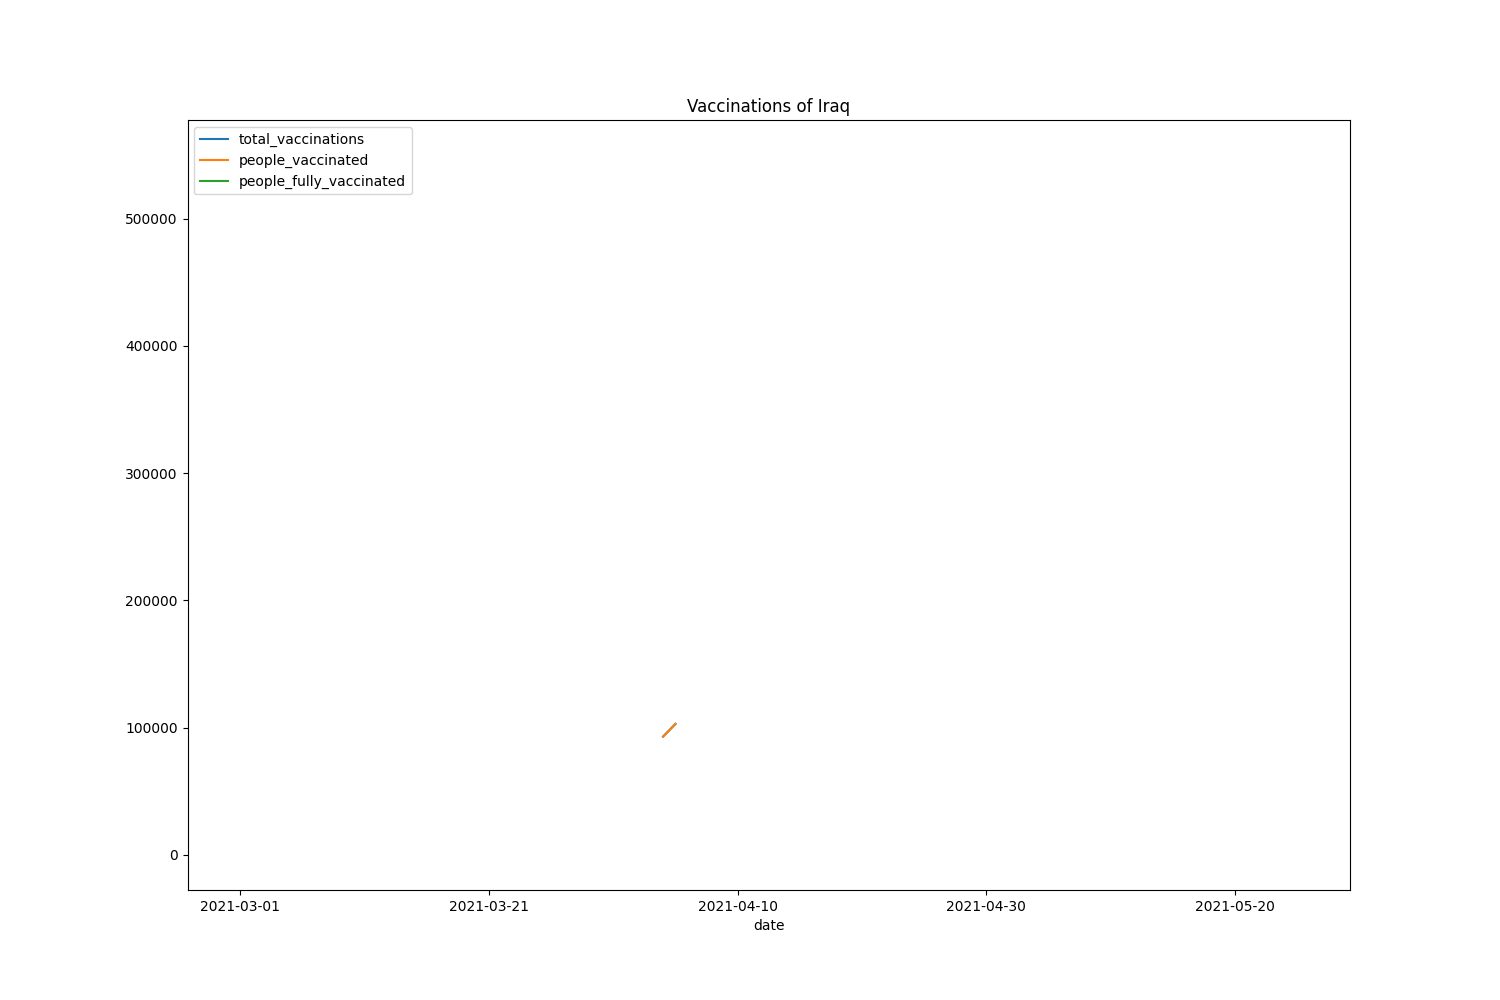 Vaccinations of Iraq
total_vaccinations
people_vaccinated
people_fully_vaccinated
500000
400000
300000
200000
100000
0
2021-03-01 2021-03-21 2021-04-10 2021-04-30 2021-05-20
date